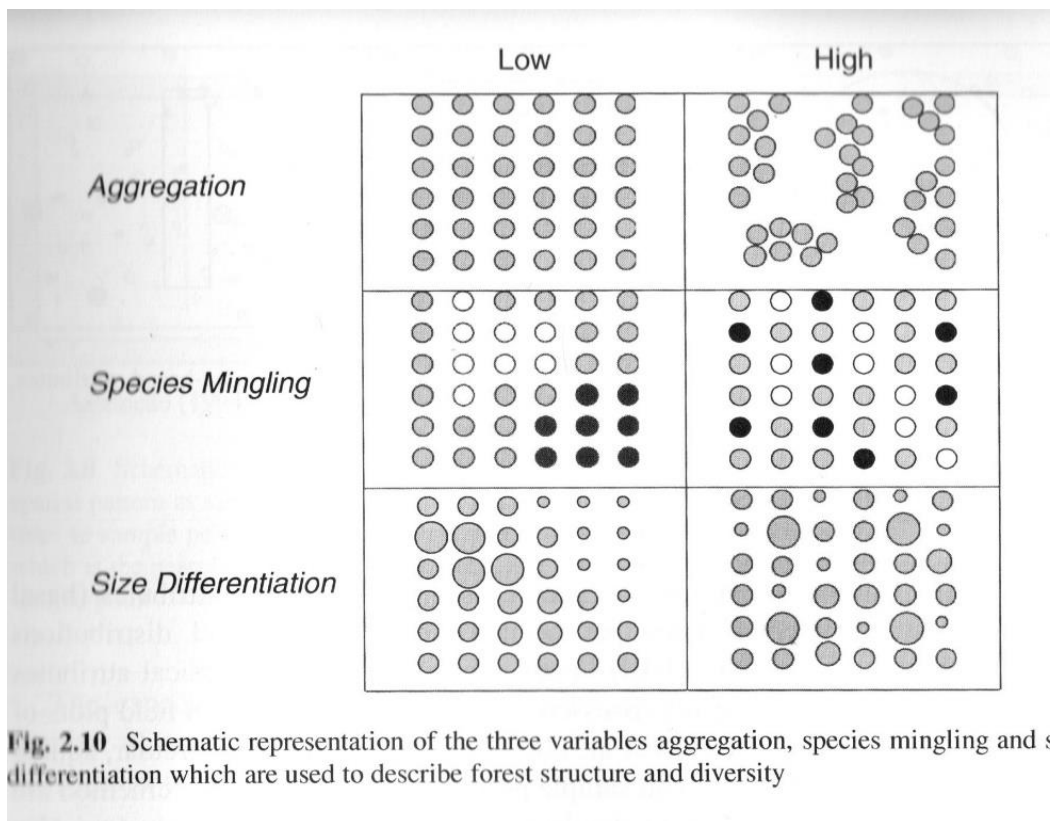 Low High
Aggregation
Species Mingling
Size Differentiation
Fig. 2.10 Schematic representation of the three variables aggregation, species mingling and
differentiation which are used to describe forest structure and diversity